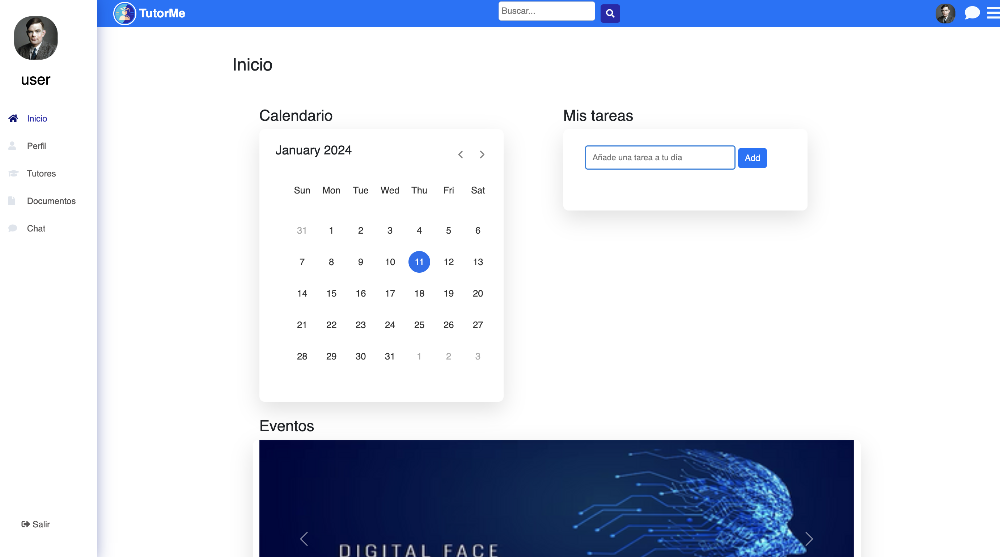 TutorMe
Buscar...
user
Inicio
Perfil
Tutores
Documentos
Chat
Salir
Inicio
Calendario
January 2024
Sun Mon Tue Wed Thu Fri Sat
31 1 2 3 4 5 6
7 8 9 10 11 12 13
14 15 16 17 18 19 20
21 22 23 24 25 26 27
28 29 30 31 1 2 3
Mis tareas
Añade una tarea a tu día Add
Eventos
DIGITAL FACE